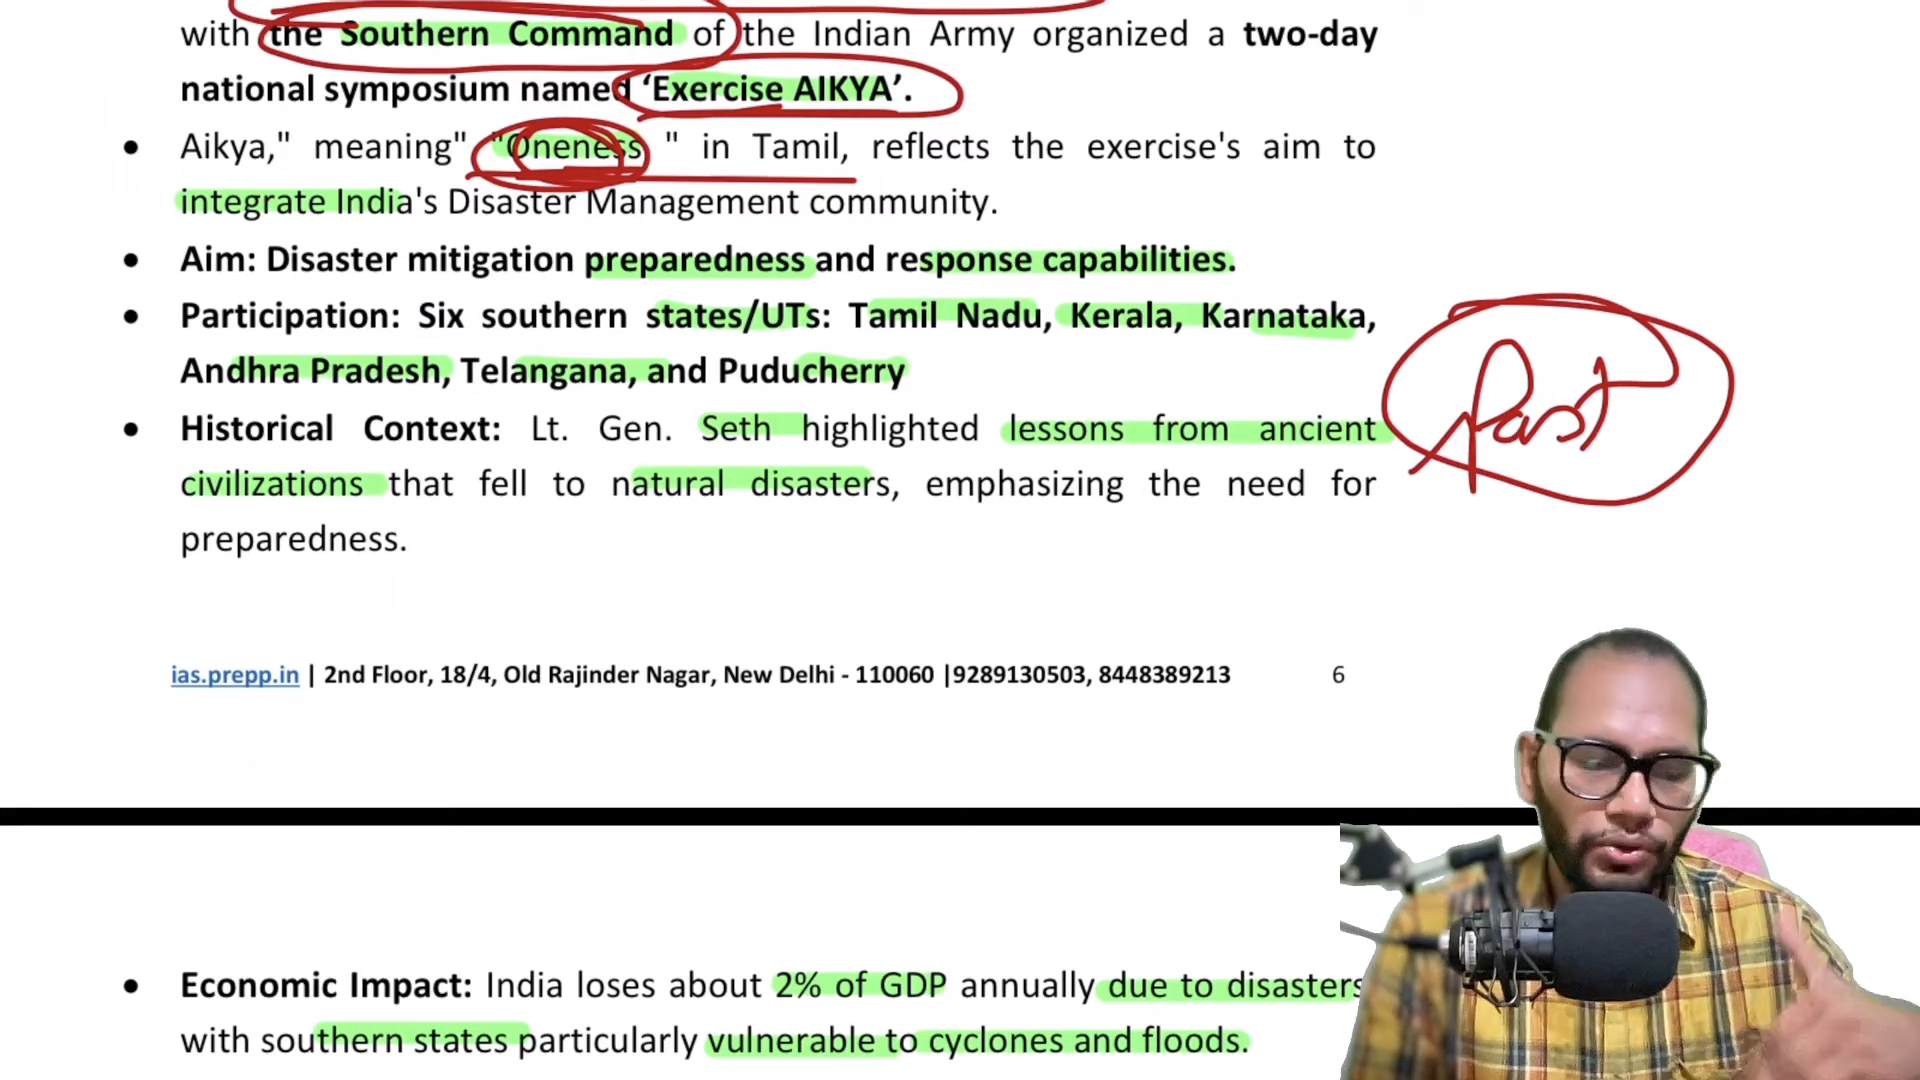 with the Southern Command of the Indian Army organized a two-day
national symposium named ‘Exercise AIKYA’.
• Aikya," meaning" "Oneness " in Tamil, reflects the exercise's aim to
integrate India's Disaster Management community.
• Aim: Disaster mitigation preparedness and response capabilities.
• Participation: Six southern states/UTs: Tamil Nadu, Kerala, Karnataka,
Andhra Pradesh, Telangana, and Puducherry
• Historical Context: Lt. Gen. Seth highlighted lessons from ancient
civilizations that fell to natural disasters, emphasizing the need for
preparedness.
Past
ias.prepp.in | 2nd Floor, 18/4, Old Rajinder Nagar, New Delhi - 110060 |9289130503, 8448389213 6
• Economic Impact: India loses about 2% of GDP annually due to disasters
with southern states particularly vulnerable to cyclones and floods.